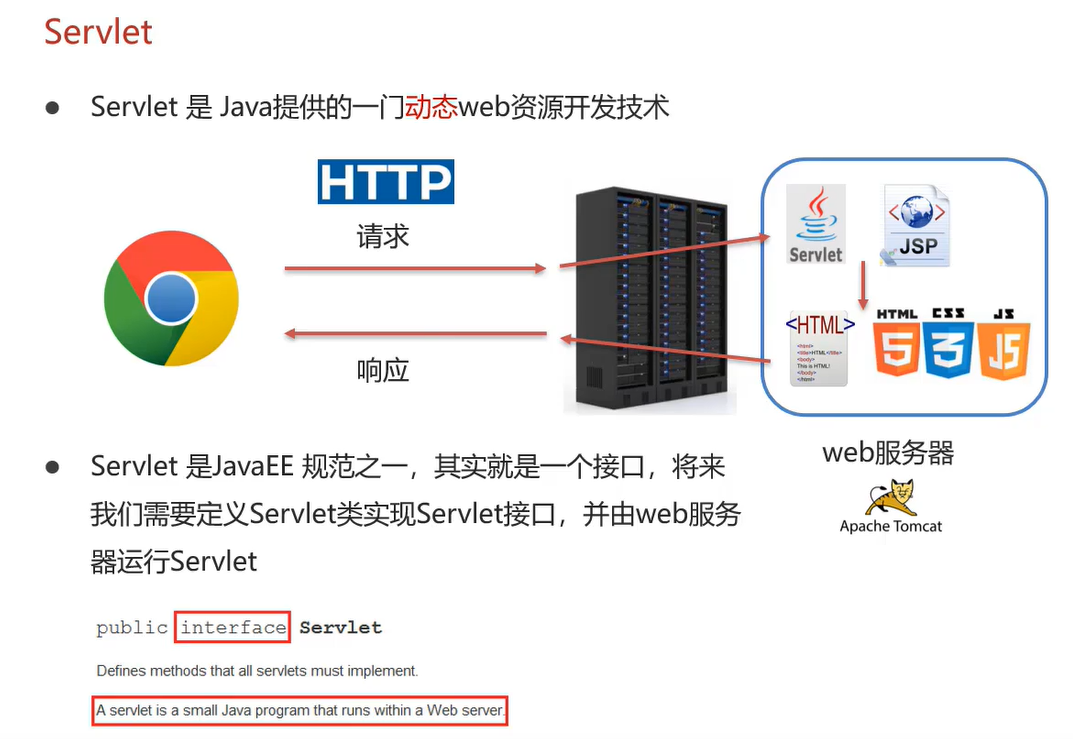 Servlet
● Servlet 是 Java提供的一门动态web资源开发技术
HTTP
请求
响应
Servlet
<>
JSP
<HTML>
<html>
<title>HTML</title>
<body>
This is HTML!
</body>
</html>
HTML
5
CSS
3
JS
JS
web服务器
Apache Tomcat
● Servlet 是JavaEE 规范之一，其实就是一个接口，将来
我们需要定义Servlet类实现Servlet接口，并由web服务
器运行Servlet
public interface Servlet
Defines methods that all servlets must implement.
A servlet is a small Java program that runs within a Web server.